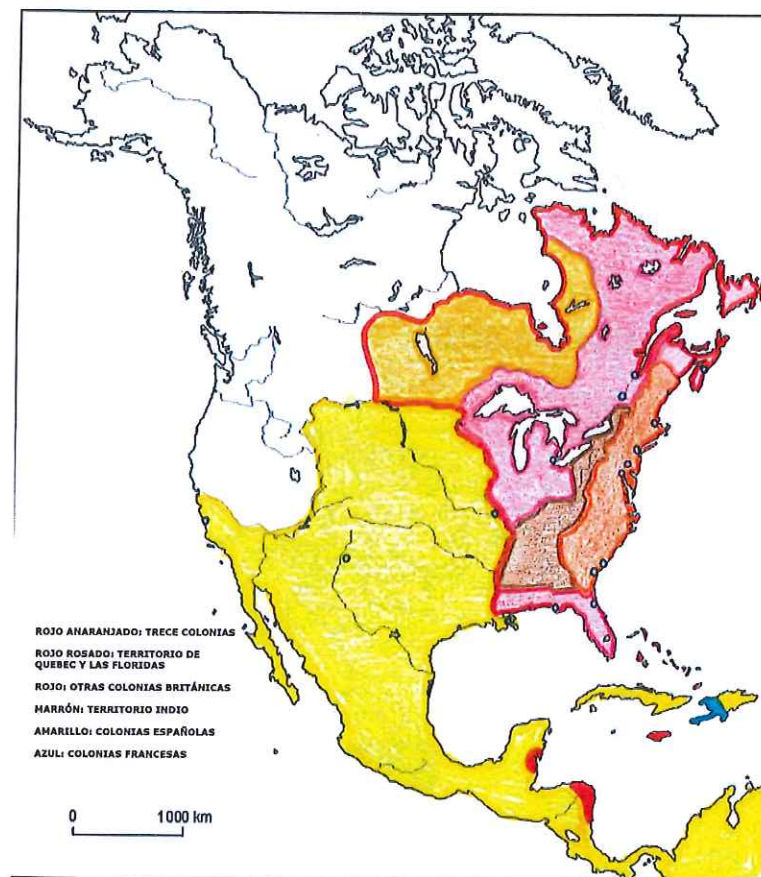 ROJO ANARANJADO: TRECE COLONIAS
ROJO ROSADO: TERRITORIO DE
QUEBEC Y LAS FLORIDAS
ROJO: OTRAS COLONIAS BRITÁNICAS
MARRÓN: TERRITORIO INDIO
AMARILLO: COLONIAS ESPAÑOLAS
AZUL: COLONIAS FRANCESAS
0 1000 km